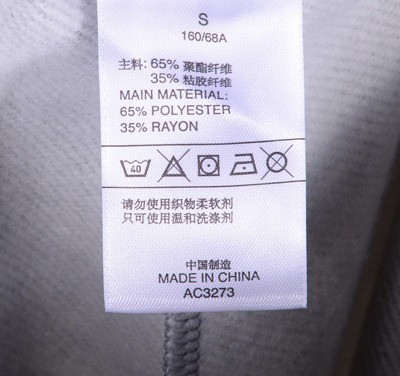 S
160/68A
主料: 65% 聚酯纤维
35% 粘胶纤维
MAIN MATERIAL:
65% POLYESTER
35% RAYON
40
请勿使用织物柔软剂
只可使用温和洗涤剂
中国制造
MADE IN CHINA
AC3273